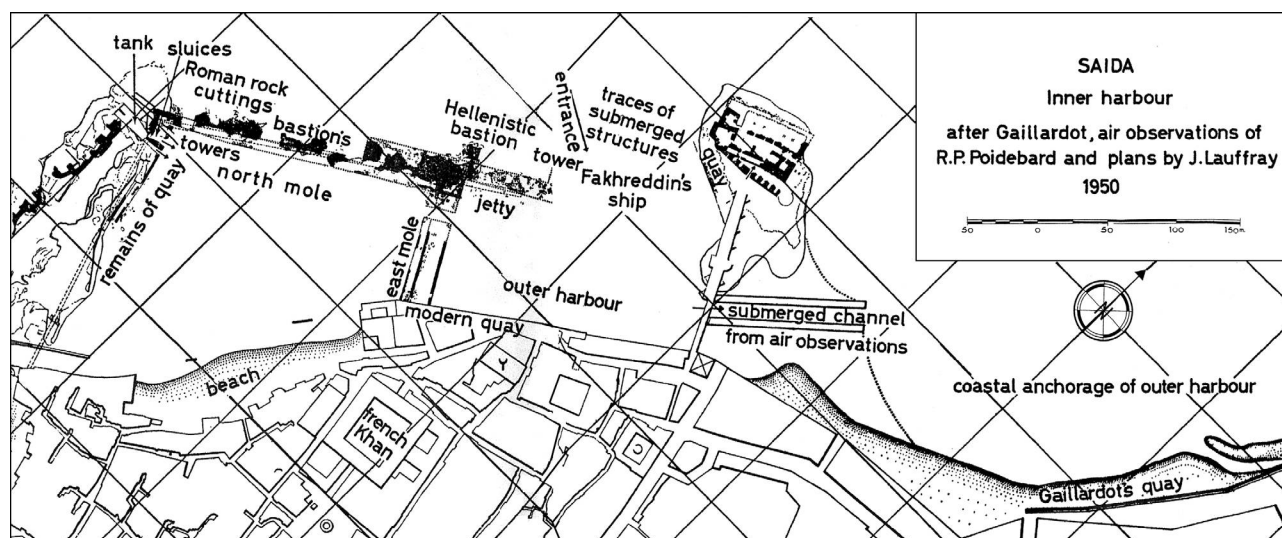 tank
sluices
Roman rock
cuttings
bastion's
Hellenistic
bastion
entrance
traces of
submerged
structures
towers
north mole
tower
Fakhreddin's
ship
quay
jetty
remains of quay
east mole
outer harbour
modern quay
submerged channel
from air observations
beach
french
Khan
coastal anchorage of outer harbour
Gaillardot's quay
SAIDA
Inner harbour
after Gaillardot, air observations of
R.P. Poidebard and plans by J. Lauffray
1950
50 0 50 100 150m